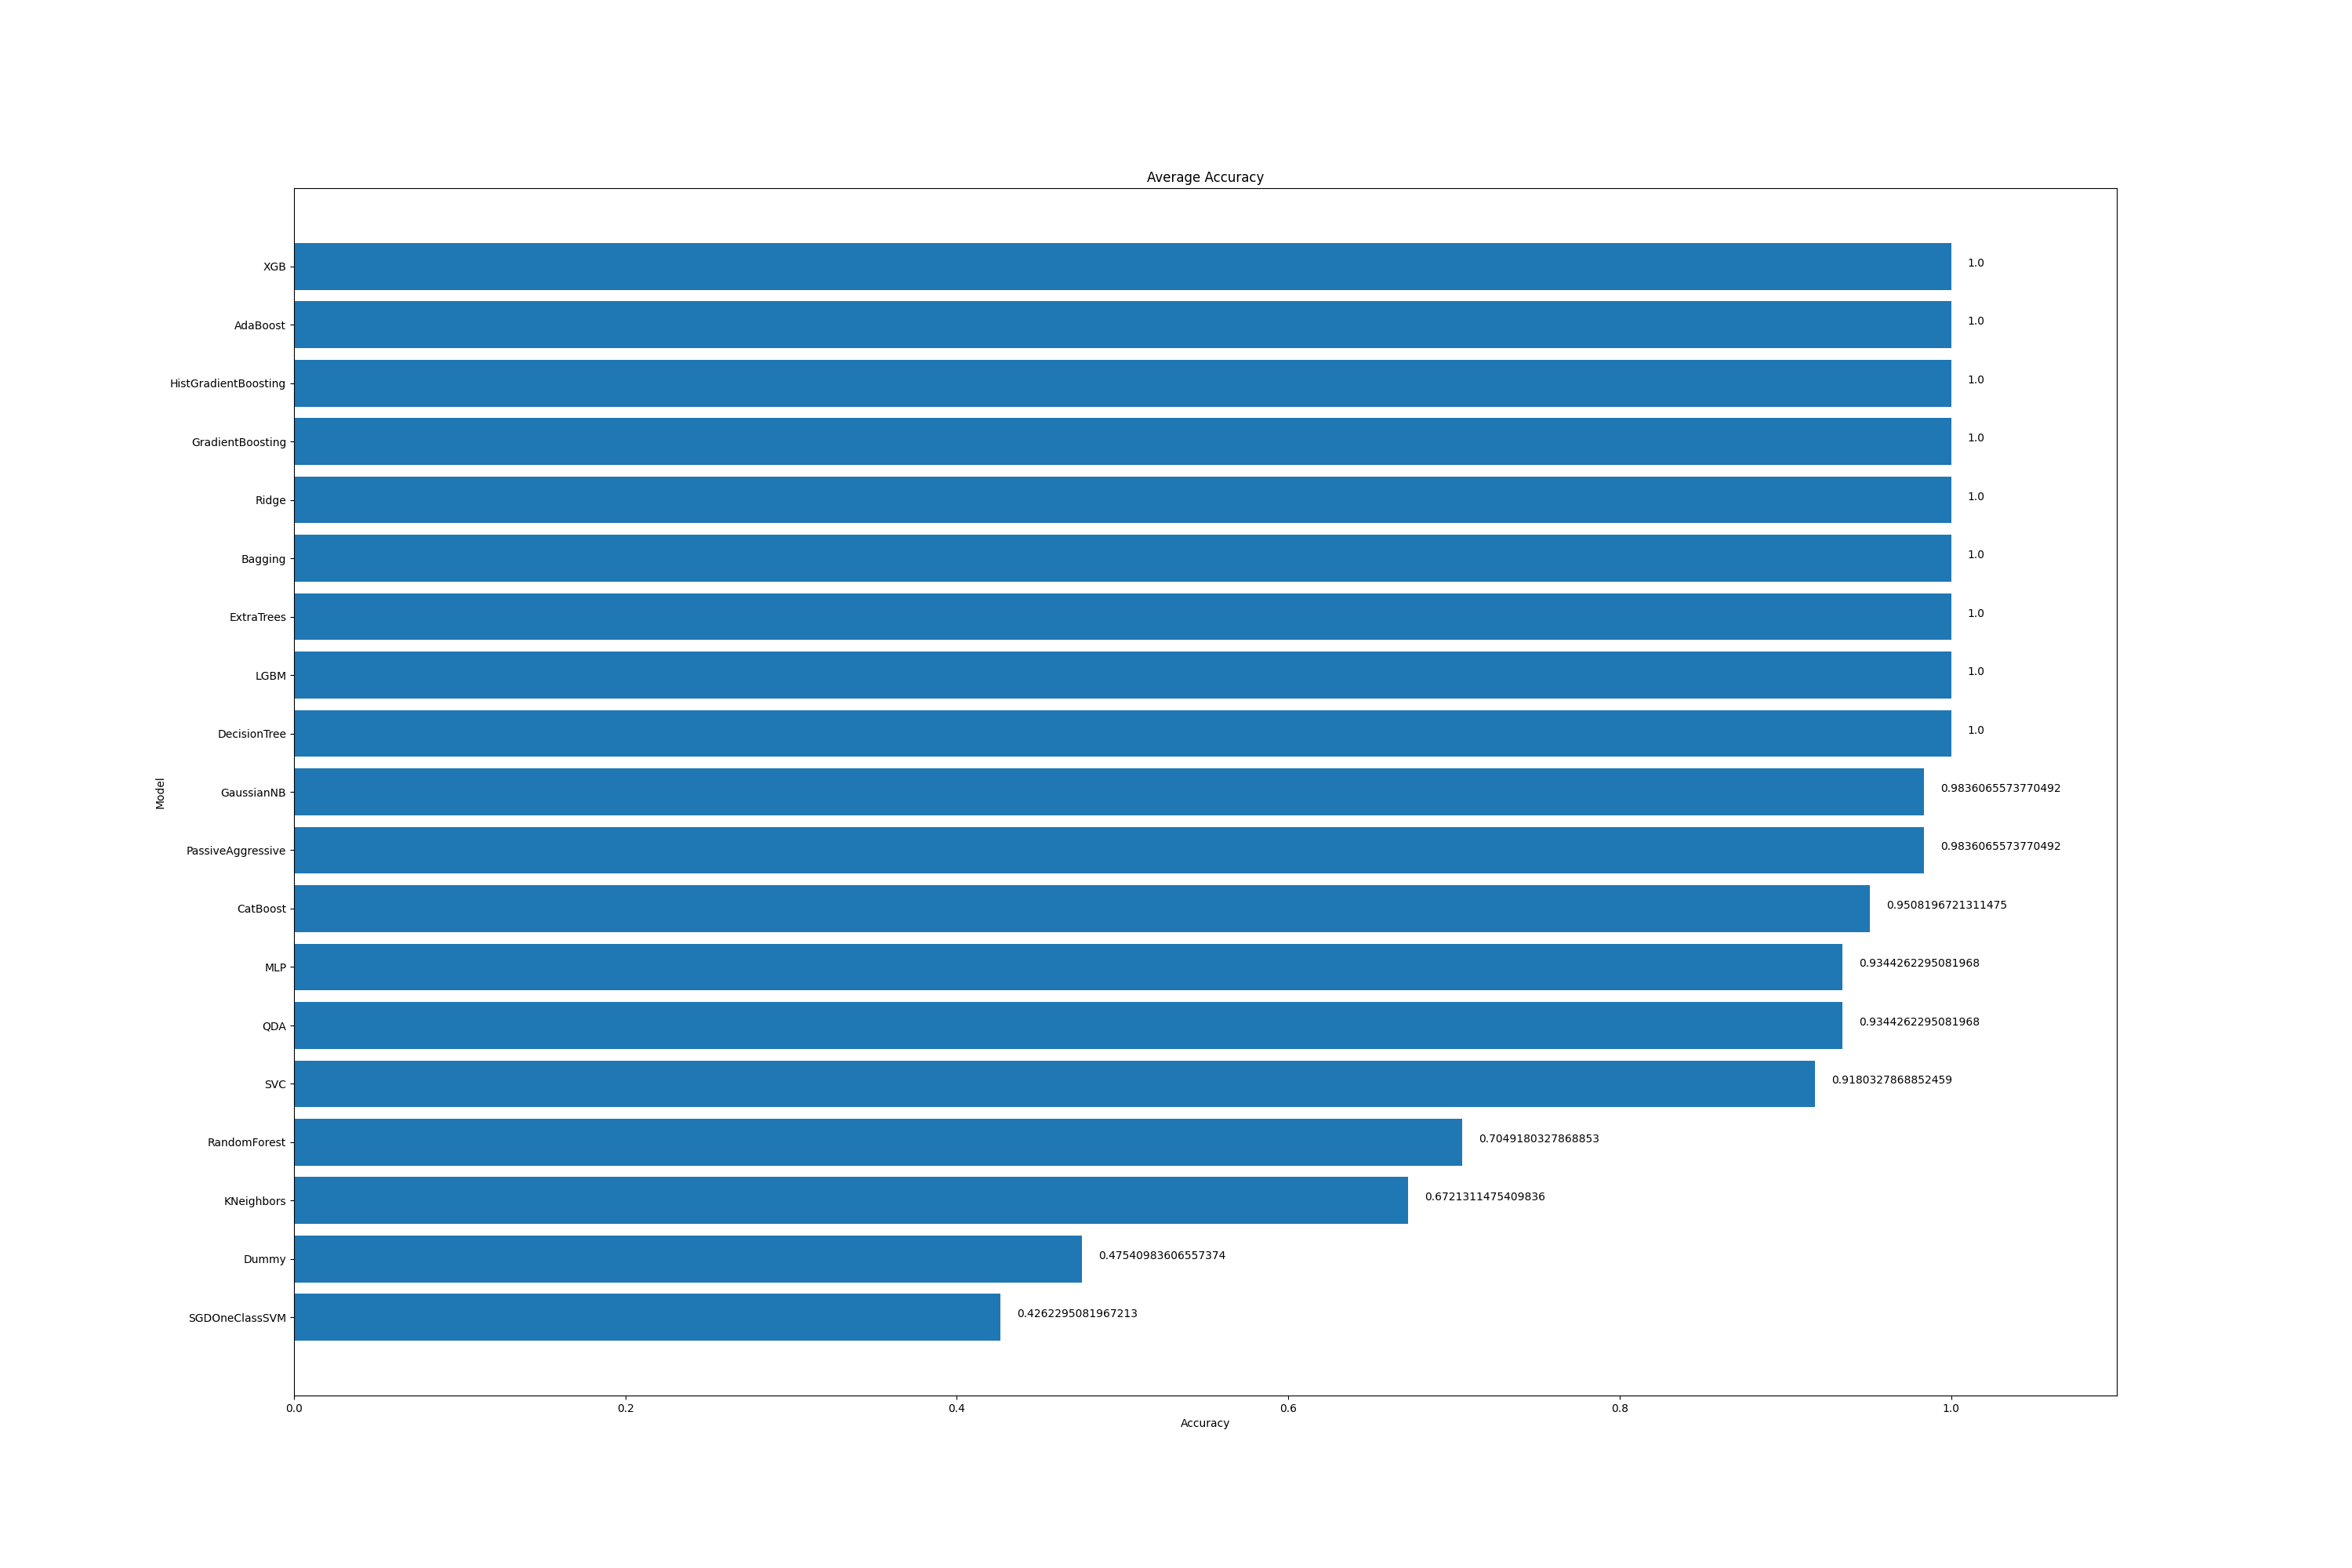 Average Accuracy
XGB 1.0
AdaBoost 1.0
HistGradientBoosting 1.0
GradientBoosting 1.0
Ridge 1.0
Bagging 1.0
ExtraTrees 1.0
LGBM 1.0
DecisionTree 1.0
Model
GaussianNB 0.9836065573770492
PassiveAggressive 0.9836065573770492
CatBoost 0.9508196721311475
MLP 0.9344262295081968
QDA 0.9344262295081968
SVC 0.9180327868852459
RandomForest 0.7049180327868853
KNeighbors 0.6721311475409836
Dummy 0.47540983606557374
SGDOneClassSVM 0.4262295081967213
0.0 0.2 0.4 0.6 0.8 1.0
Accuracy